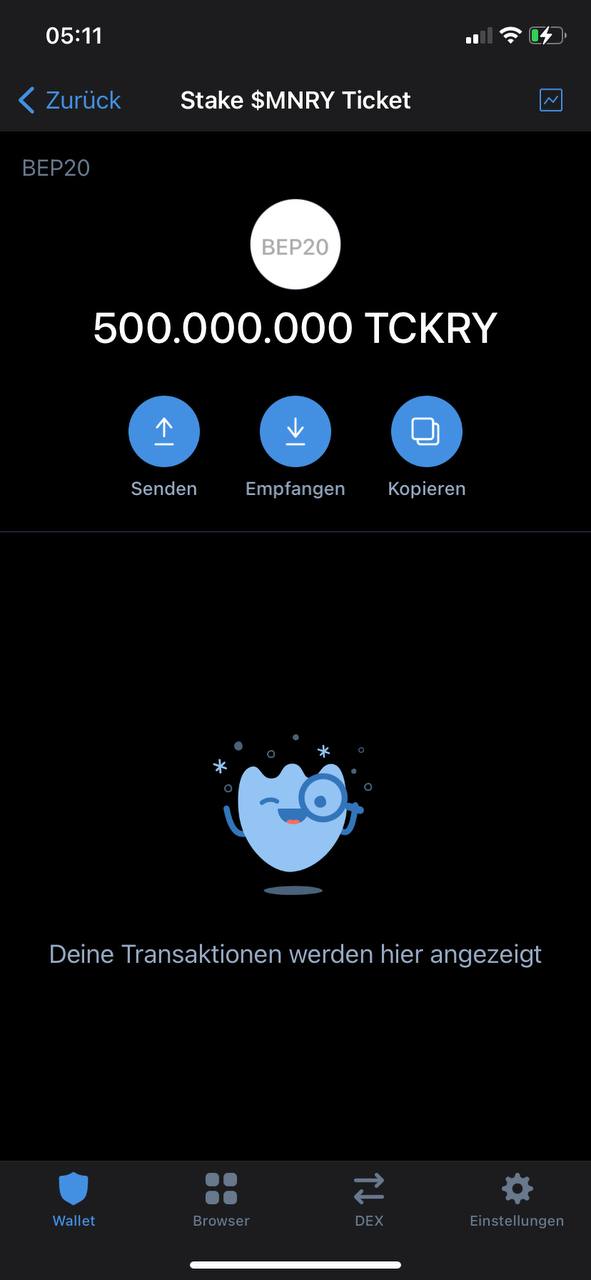 05:11
Zurück
Stake $MNRY Ticket
BEP20
BEP20
500.000.000 TCKRY
Senden
Empfangen
Kopieren
Deine Transaktionen werden hier angezeigt
Wallet
Browser
DEX
Einstellungen